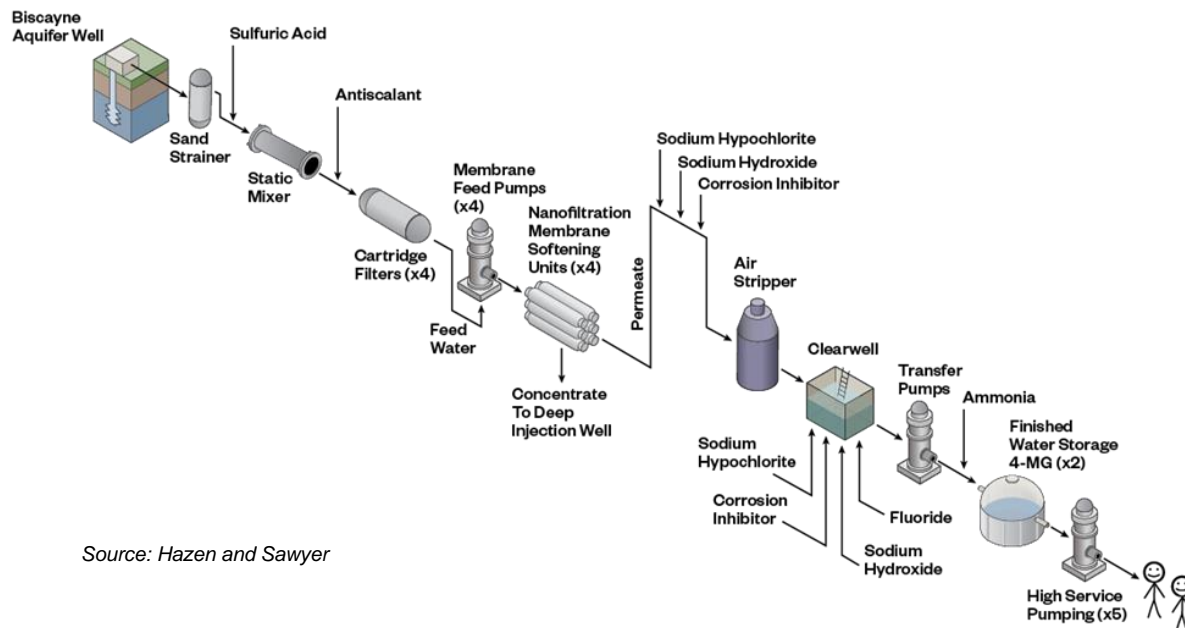 Biscayne
Aquifer Well
Sulfuric Acid
Sand
Strainer
Antiscalant
Static
Mixer
Cartridge
Filters (x4)
Membrane
Feed Pumps
(x4)
Feed
Water
Nanofiltration
Membrane
Softening
Units (x4)
Concentrate
To Deep
Injection Well
Permeate
Sodium Hypochlorite
Sodium Hydroxide
Corrosion Inhibitor
Air
Stripper
Clearwell
Sodium
Hypochlorite
Corrosion
Inhibitor
Sodium
Hydroxide
Fluoride
Transfer
Pumps
Ammonia
Finished
Water Storage
4-MG (x2)
High Service
Pumping (x5)
Source: Hazen and Sawyer